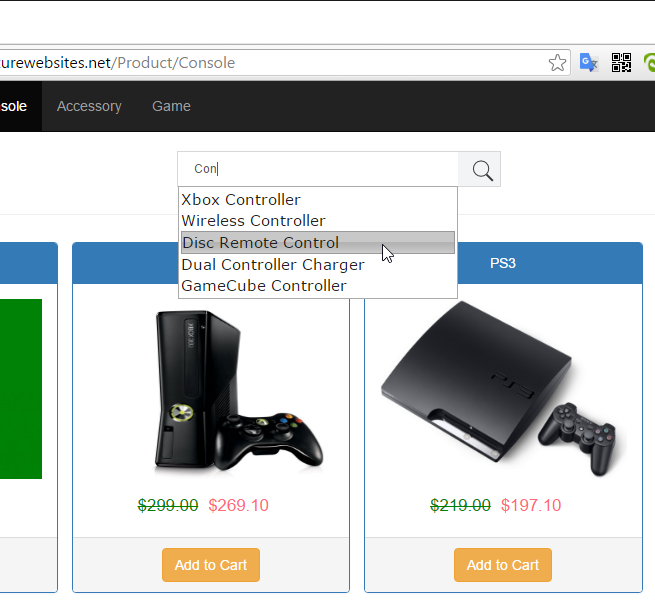 urewebsites.net/Product/Console
sole Accessory Game
Con
Xbox Controller
Wireless Controller
Disc Remote Control
Dual Controller Charger
GameCube Controller
PS3
$299.00 $269.10
$219.00 $197.10
Add to Cart
Add to Cart